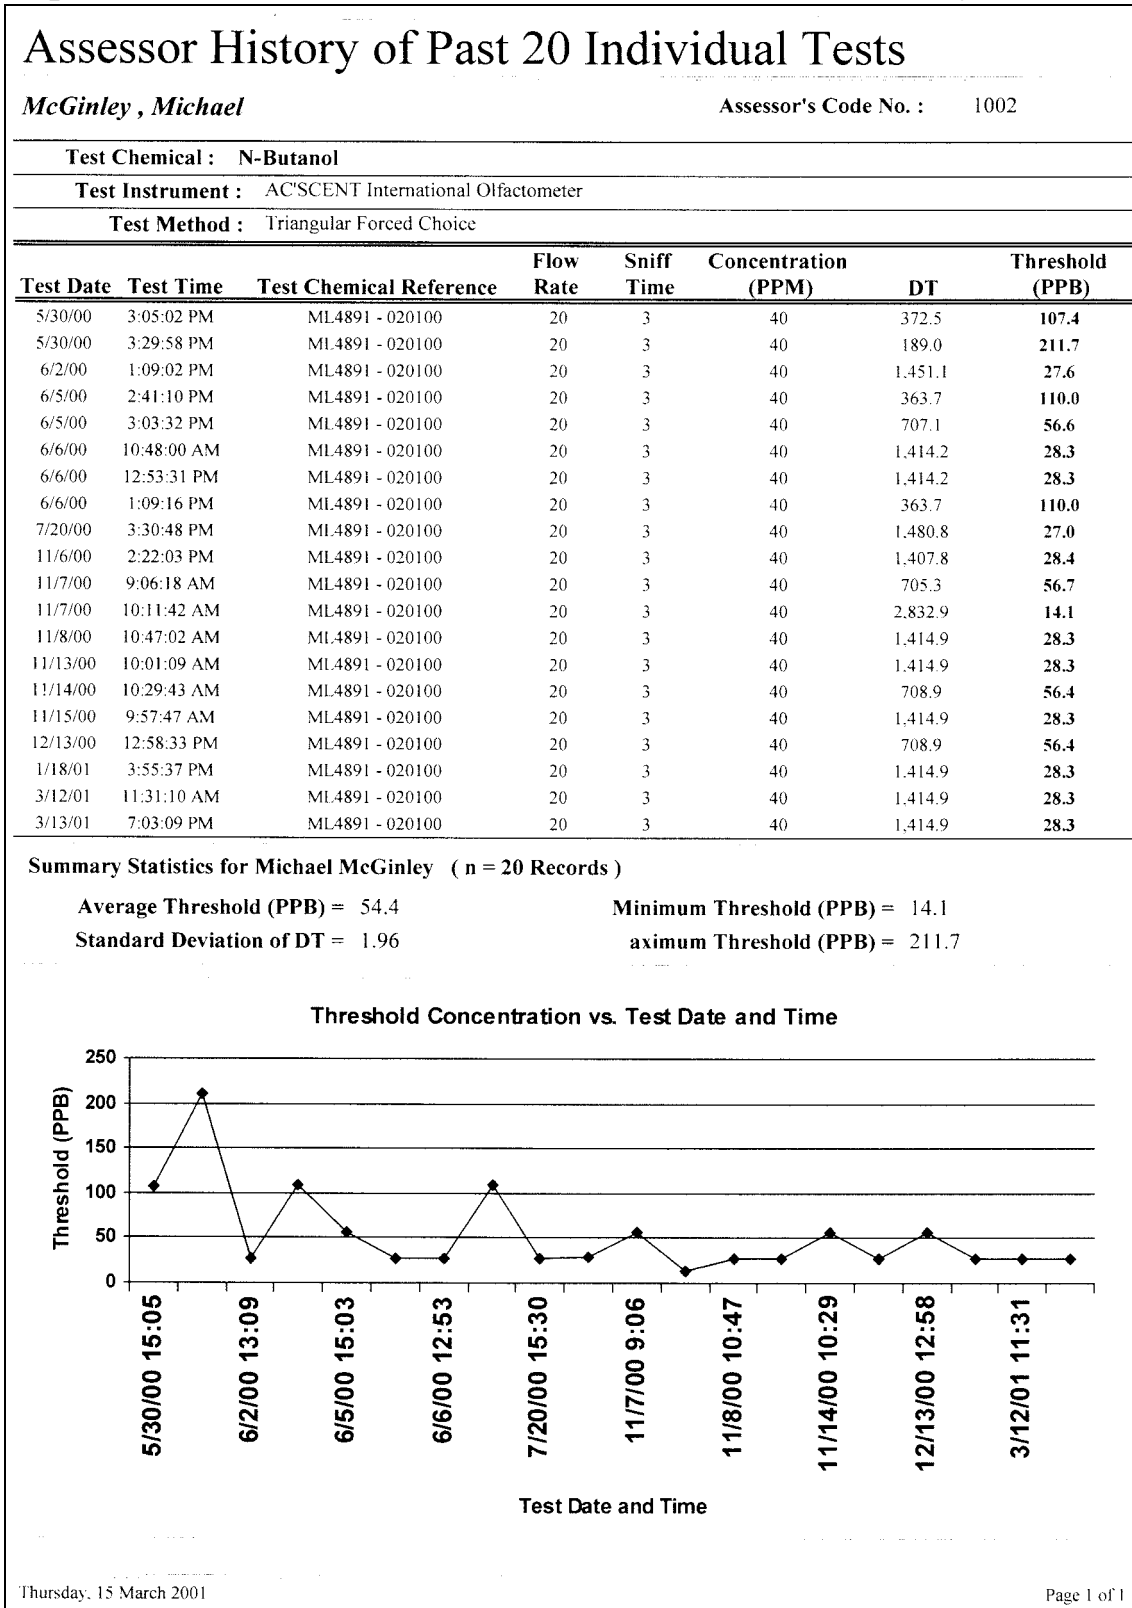 Assessor History of Past 20 Individual Tests
McGinley , Michael Assessor's Code No. : 1002
Test Chemical : N-Butanol
Test Instrument : AC'SCENT International Olfactometer
Test Method : Triangular Forced Choice
Flow Sniff Concentration Threshold
Test Date Test Time Test Chemical Reference Rate Time (PPM) DT (PPB)
5/30/00 3:05:02 PM ML4891 - 020100 20 3 40 372.5 107.4
5/30/00 3:29:58 PM ML4891 - 020100 20 3 40 189.0 211.7
6/2/00 1:09:02 PM ML4891 - 020100 20 3 40 1,451.1 27.6
6/5/00 2:41:10 PM ML4891 - 020100 20 3 40 363.7 110.0
6/5/00 3:03:32 PM ML4891 - 020100 20 3 40 707.1 56.6
6/6/00 10:48:00 AM ML4891 - 020100 20 3 40 1,414.2 28.3
6/6/00 12:53:31 PM ML4891 - 020100 20 3 40 1,414.2 28.3
6/6/00 1:09:16 PM ML4891 - 020100 20 3 40 363.7 110.0
7/20/00 3:30:48 PM ML4891 - 020100 20 3 40 1,480.8 27.0
11/6/00 2:22:03 PM ML4891 - 020100 20 3 40 1,407.8 28.4
11/7/00 9:06:18 AM ML4891 - 020100 20 3 40 705.3 56.7
11/7/00 10:11:42 AM ML4891 - 020100 20 3 40 2,832.9 14.1
11/8/00 10:47:02 AM ML4891 - 020100 20 3 40 1,414.9 28.3
11/13/00 10:01:09 AM ML4891 - 020100 20 3 40 1,414.9 28.3
11/14/00 10:29:43 AM ML4891 - 020100 20 3 40 708.9 56.4
11/15/00 9:57:47 AM ML4891 - 020100 20 3 40 1,414.9 28.3
12/13/00 12:58:33 PM ML4891 - 020100 20 3 40 708.9 56.4
1/18/01 3:55:37 PM ML4891 - 020100 20 3 40 1,414.9 28.3
3/12/01 11:31:10 AM ML4891 - 020100 20 3 40 1,414.9 28.3
3/13/01 7:03:09 PM ML4891 - 020100 20 3 40 1,414.9 28.3
Summary Statistics for Michael McGinley ( n = 20 Records )
Average Threshold (PPB) = 54.4 Minimum Threshold (PPB) = 14.1
Standard Deviation of DT = 1.96 aximum Threshold (PPB) = 211.7
Threshold Concentration vs. Test Date and Time
Threshold (PPB)
250
200
150
100
50
0
5/30/00 15:05
6/2/00 13:09
6/5/00 15:03
6/6/00 12:53
7/20/00 15:30
11/7/00 9:06
11/8/00 10:47
11/14/00 10:29
12/13/00 12:58
3/12/01 11:31
Test Date and Time
Thursday, 15 March 2001 Page 1 of 1